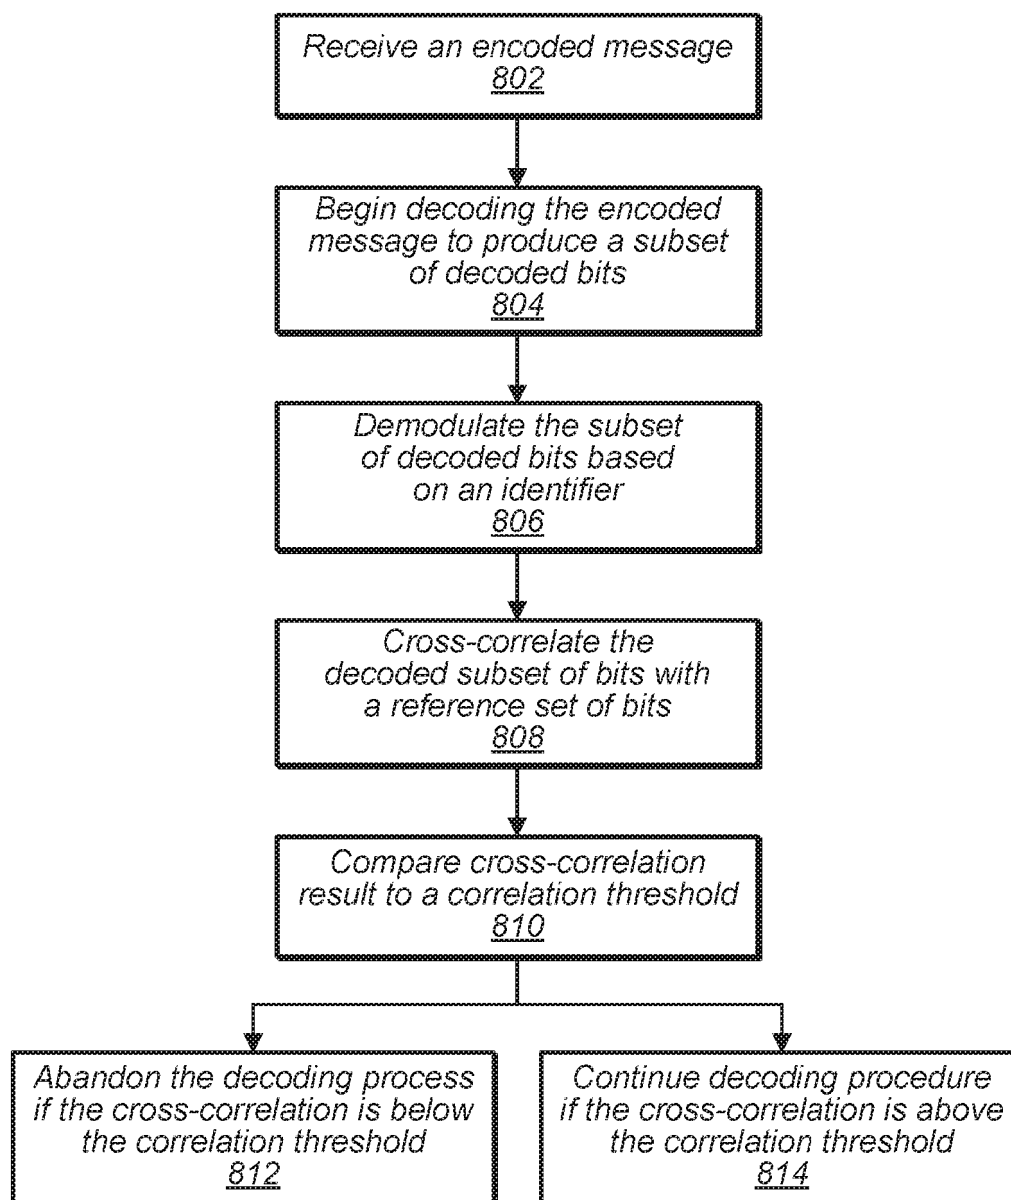 Receive an encoded message
802
Begin decoding the encoded
message to produce a subset
of decoded bits
804
Demodulate the subset
of decoded bits based
on an identifier
806
Cross-correlate the
decoded subset of bits with
a reference set of bits
808
Compare cross-correlation
result to a correlation threshold
810
Abandon the decoding process
if the cross-correlation is below
the correlation threshold
812
Continue decoding procedure
if the cross-correlation is above
the correlation threshold
814